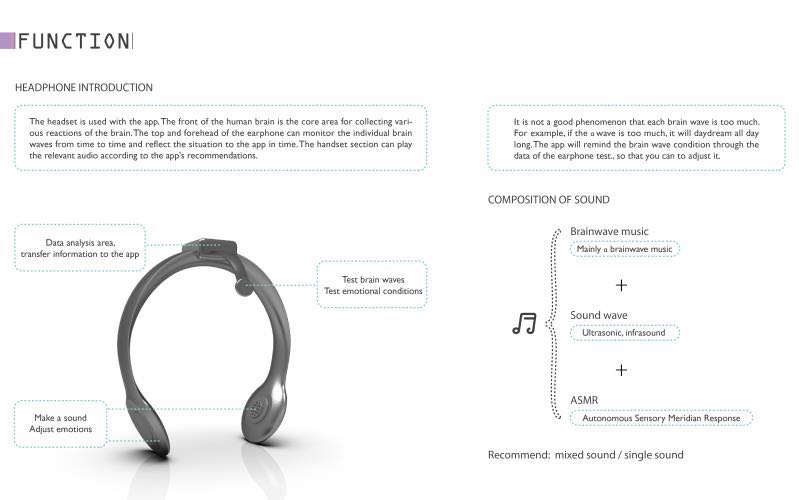 FUNCTION
HEADPHONE INTRODUCTION
The headset is used with the app. The front of the human brain is the core area for collecting vari-
ous reactions of the brain. The top and forehead of the earphone can monitor the individual brain
waves from time to time and reflect the situation to the app in time. The handset section can play
the relevant audio according to the app's recommendations.
Data analysis area,
transfer information to the app
Test brain waves
Test emotional conditions
Make a sound
Adjust emotions
It is not a good phenomenon that each brain wave is too much.
For example, if the α wave is too much, it will daydream all day
long. The app will remind the brain wave condition through the
data of the earphone test., so that you can to adjust it.
COMPOSITION OF SOUND
Brainwave music
Mainly α brainwave music
+
Sound wave
Ultrasonic, infrasound
+
ASMR
Autonomous Sensory Meridian Response
Recommend: mixed sound / single sound